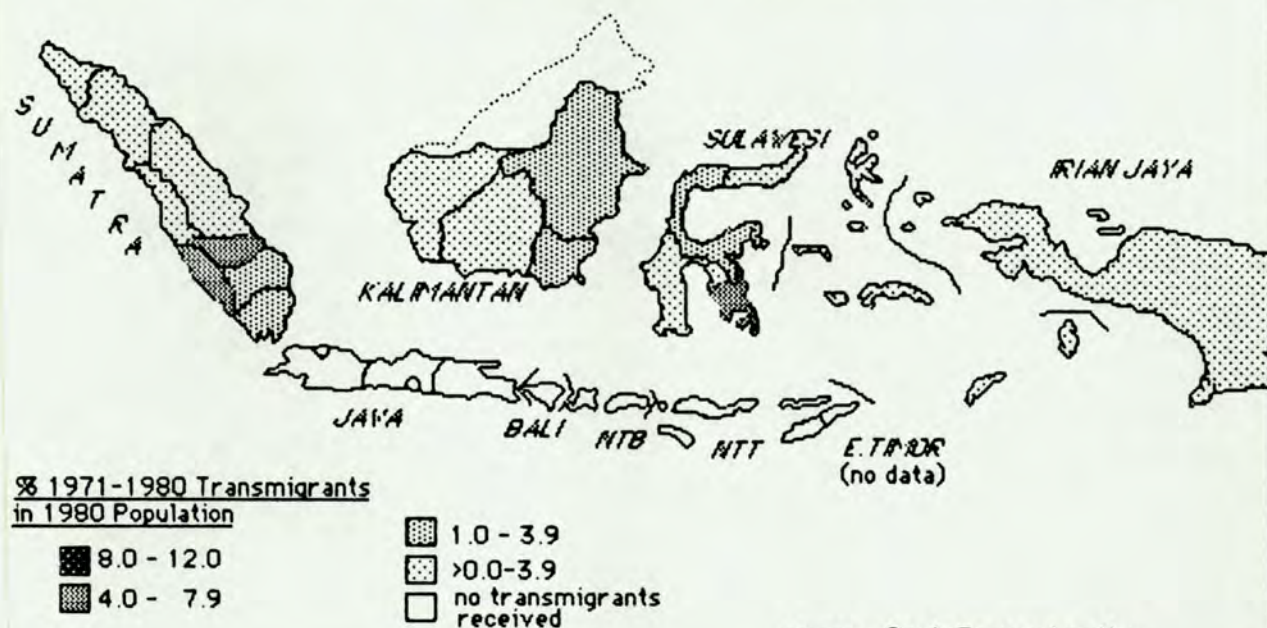 SUMATRA
KALIMANTAN
SULAWESI
IRIAN JAYA
JAVA
BALI
NTB
NTT
E.TIMOR
(no data)
% 1971-1980 Transmigrants
in 1980 Population
8.0 - 12.0
4.0 - 7.9
1.0 - 3.9
>0.0-3.9
no transmigrants
received